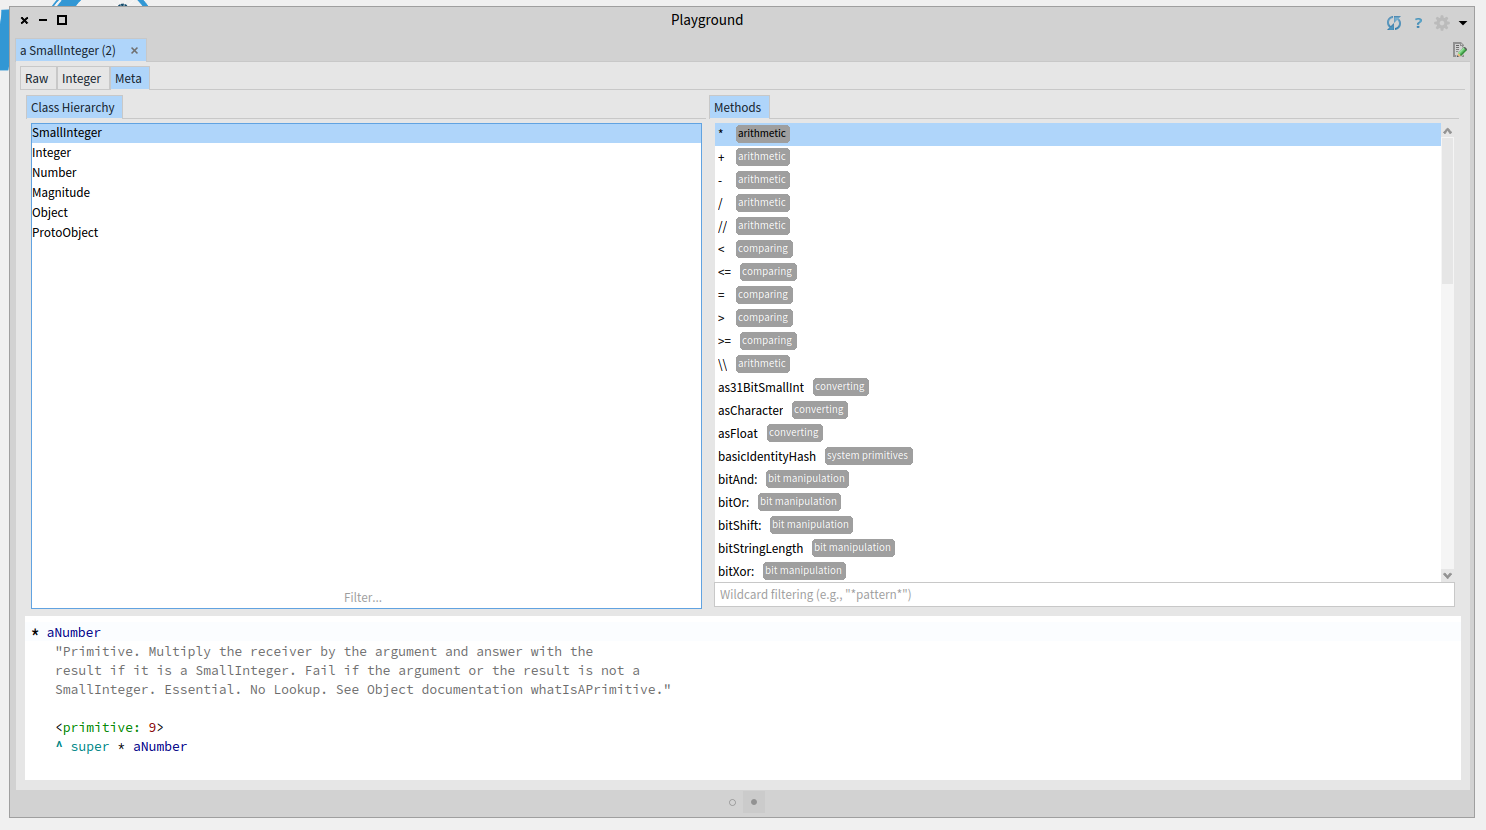 Playground
?
a SmallInteger (2) ×
Raw Integer Meta
Class Hierarchy
SmallInteger
Integer
Number
Magnitude
Object
ProtoObject
Filter...
Methods
* arithmetic
+ arithmetic
- arithmetic
/ arithmetic
// arithmetic
< comparing
<= comparing
= comparing
> comparing
>= comparing
\\ arithmetic
as31BitSmallInt converting
asCharacter converting
asFloat converting
basicIdentityHash system primitives
bitAnd: bit manipulation
bitOr: bit manipulation
bitShift: bit manipulation
bitStringLength bit manipulation
bitXor: bit manipulation
Wildcard filtering (e.g., "*pattern*")
* aNumber
"Primitive. Multiply the receiver by the argument and answer with the
result if it is a SmallInteger. Fail if the argument or the result is not a
SmallInteger. Essential. No Lookup. See Object documentation whatIsAPrimitive."
<primitive: 9>
^ super * aNumber